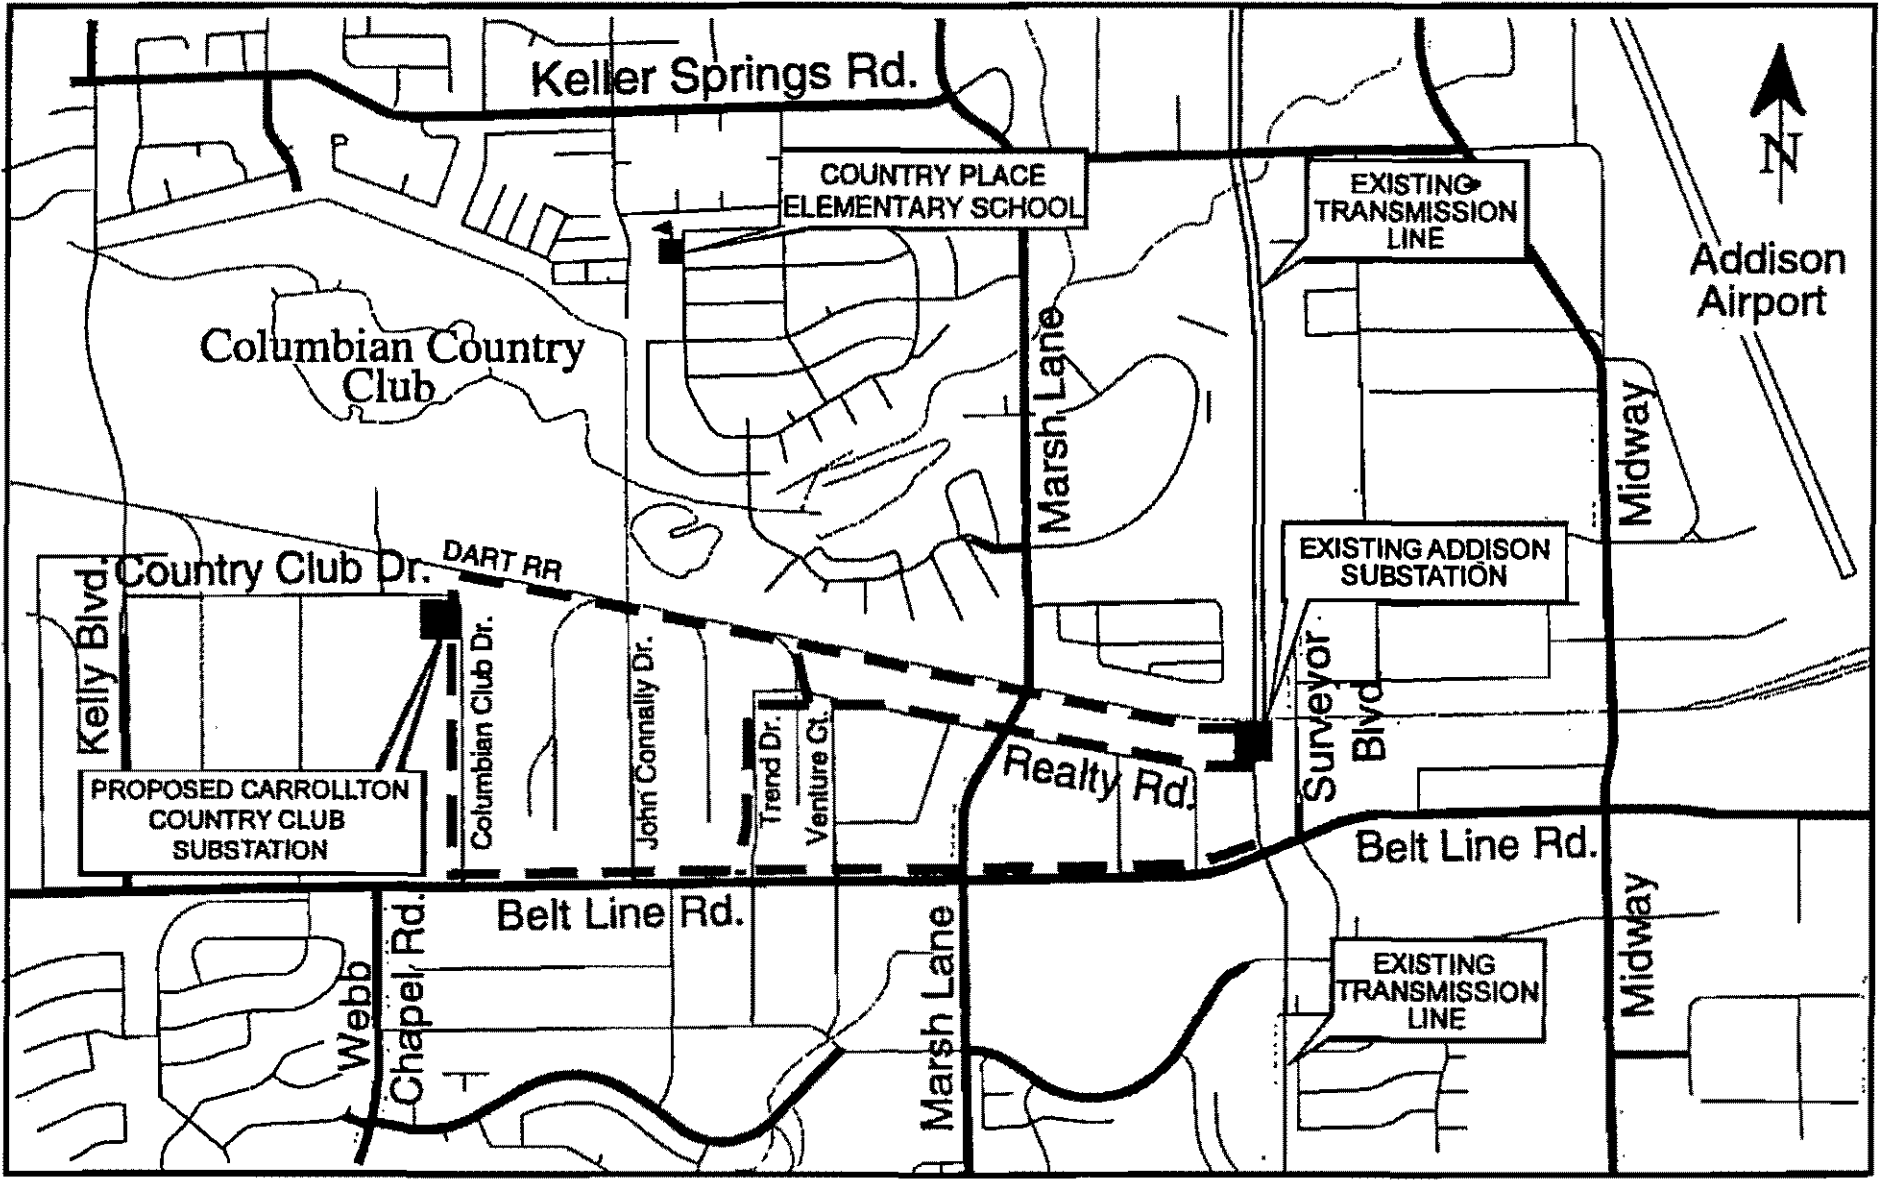 Keller Springs Rd.
N
COUNTRY PLACE
ELEMENTARY SCHOOL
EXISTING
TRANSMISSION
LINE
Addison
Airport
Columbian Country
Club
Marsh Lane
Midway
Country Club Dr.
DART RR
EXISTING ADDISON
SUBSTATION
Kelly Blvd.
Columbian Club Dr.
John Connally Dr.
Trend Dr.
Venture Ct.
Surveyor
Blvd.
Realty Rd.
PROPOSED CARROLLTON
COUNTRY CLUB
SUBSTATION
Belt Line Rd.
Belt Line Rd.
Webb
Chapel Rd.
Marsh Lane
EXISTING
TRANSMISSION
LINE
Midway